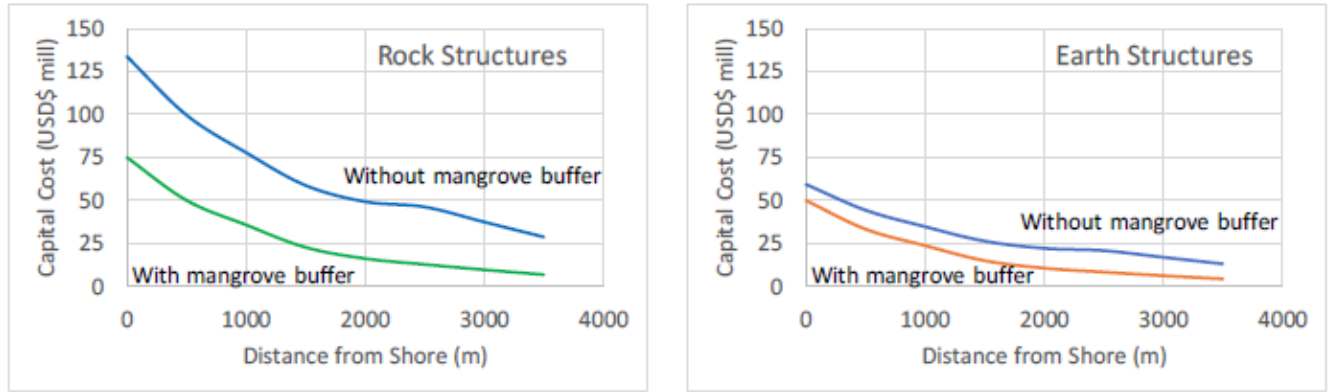 Rock Structures
Capital Cost (USD$ mill)
150
125
100
75
50
25
0
Without mangrove buffer
With mangrove buffer
0 1000 2000 3000 4000
Distance from Shore (m)
Earth Structures
Capital Cost (USD$ mill)
150
125
100
75
50
25
0
Without mangrove buffer
With mangrove buffer
0 1000 2000 3000 4000
Distance from Shore (m)